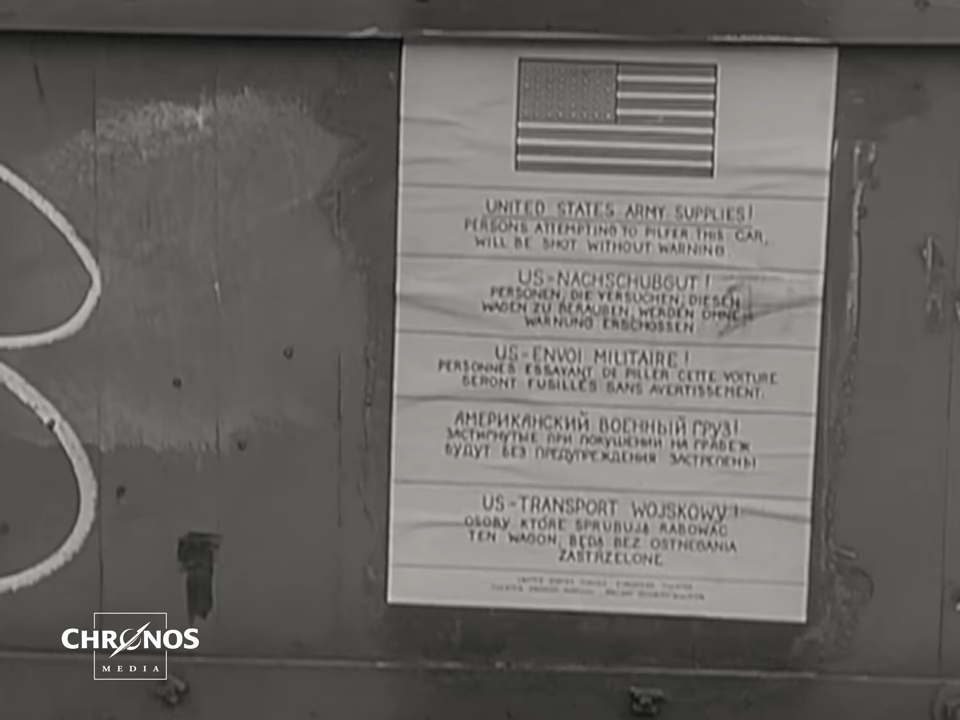 UNITED STATES ARMY SUPPLIES!
PERSONS ATTEMPTING TO PILFER THIS CAR,
WILL BE SHOT WITHOUT WARNING.
US-NACHSCHUBGUT!
PERSONEN, DIE VERSUCHEN, DIESEN
WAGEN ZU BERAUBEN, WERDEN OHNE
WARNUNG ERSCHOSSEN
US-ENVOI MILITAIRE!
PERSONNES ESSAYANT DE PILLER CETTE VOITURE
SERONT FUSILLÉS SANS AVERTISSEMENT.
АМЕРИКАНСКИЙ ВОЕННЫЙ ГРУЗ!
ЗАСТИГНУТЫЕ ПРИ ПОКУШЕНИИ НА ГРАБЕЖ
БУДУТ БЕЗ ПРЕДУПРЕЖДЕНИЯ ЗАСТРЕЛЕНЫ
US-TRANSPORT WOJSKOWY!
OSOBY KTÓRE SPRUBUJĄ RABOWAĆ
TEN WAGON, BĘDĄ BEZ OSTNEGANIA
ZASTRZELONE
CHRONOS
MEDIA